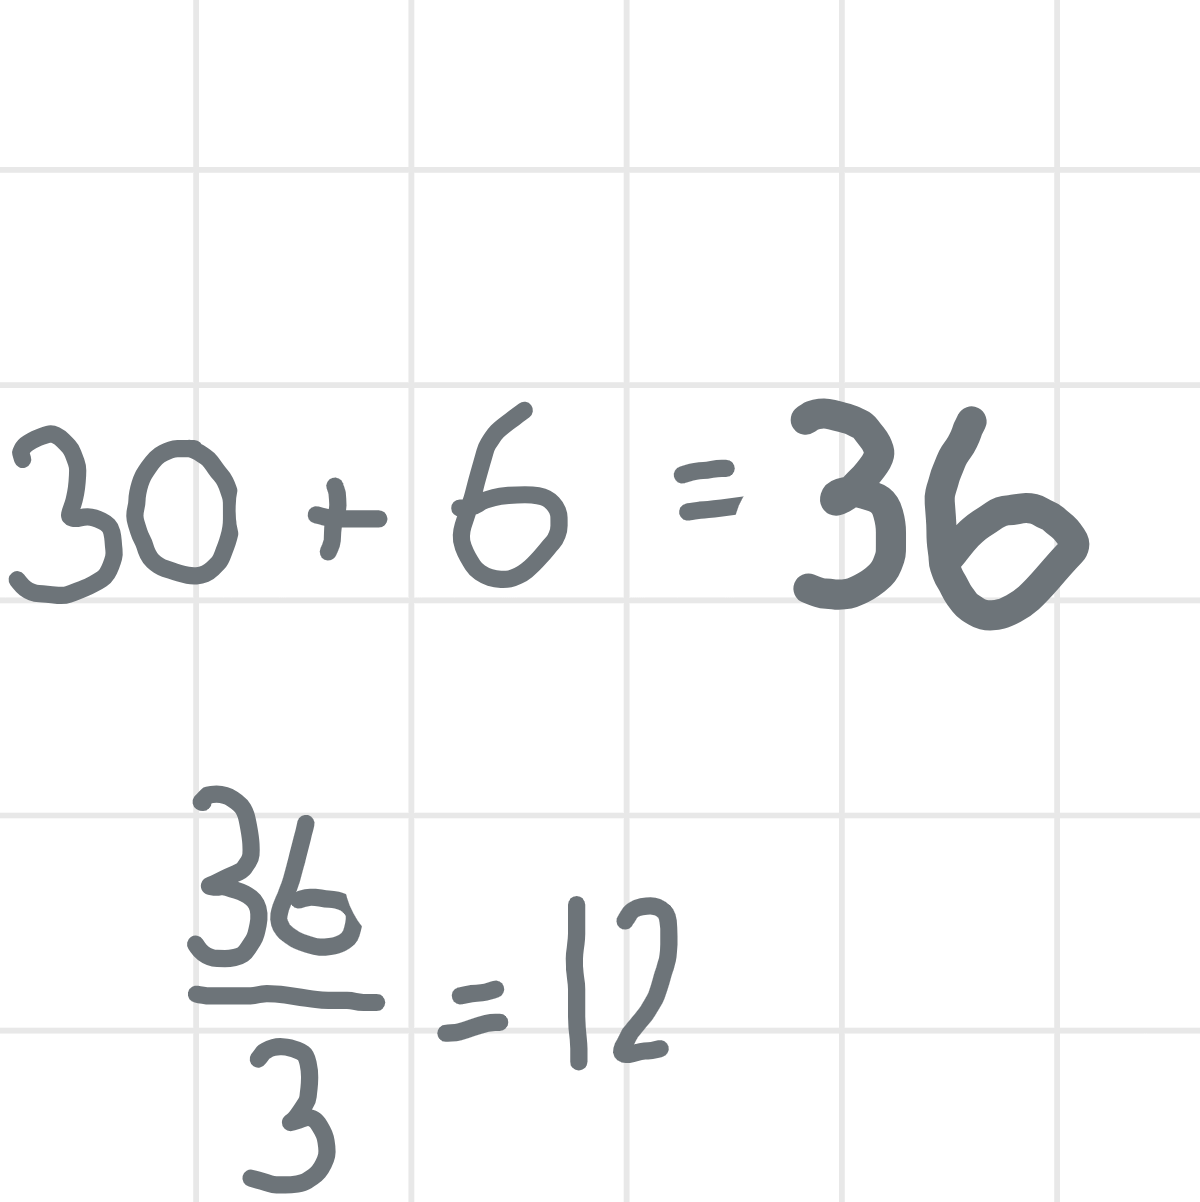 30 + 6 = 36
36/3 = 12